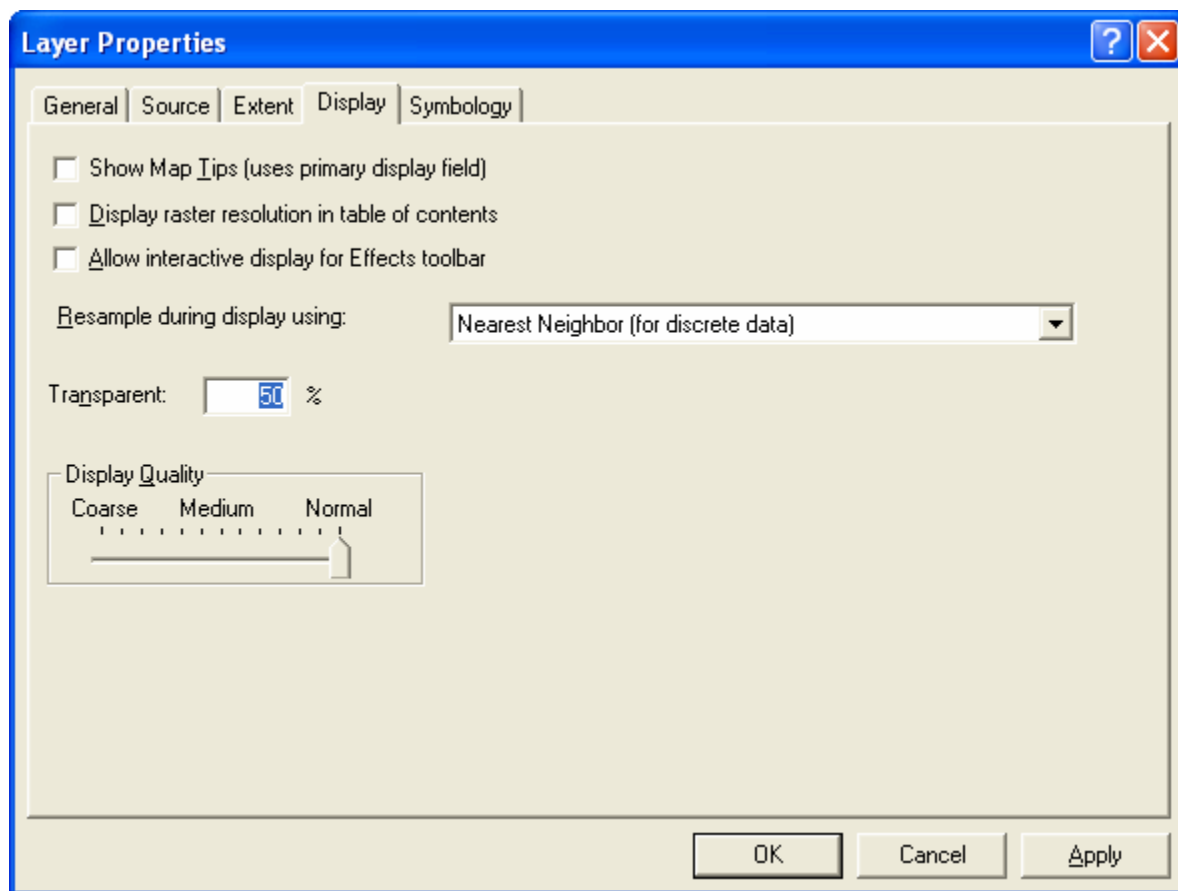 Layer Properties
General Source Extent Display Symbology
Show Map Tips (uses primary display field)
Display raster resolution in table of contents
Allow interactive display for Effects toolbar
Resample during display using: Nearest Neighbor (for discrete data)
Transparent: 50 %
Display Quality
Coarse Medium Normal
OK Cancel Apply